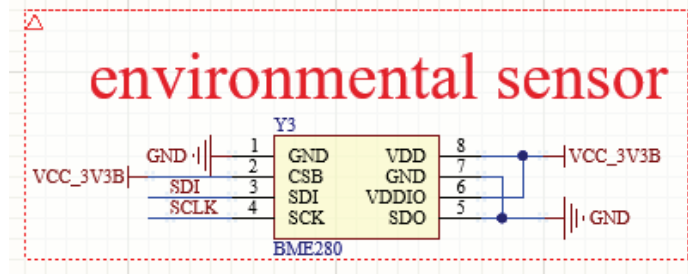 environmental sensor
Y3
GND 1 GND VDD 8 VCC_3V3B
VCC_3V3B 2 CSB GND 7
SDI 3 SDI VDDIO 6
SCLK 4 SCK SDO 5 GND
BME280